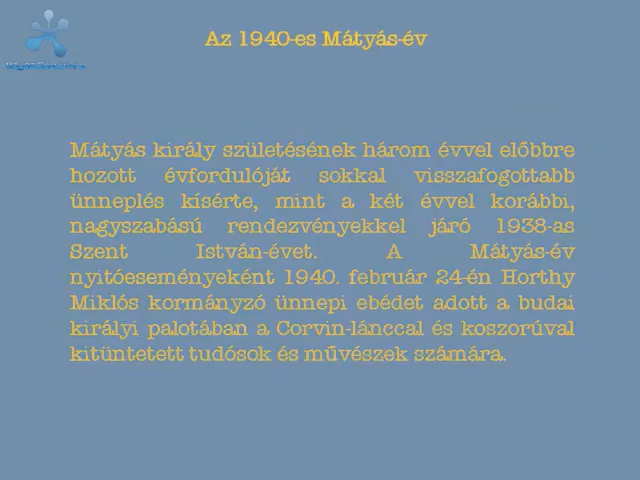 Az 1940-es Mátyás-év
Mátyás király születésének három évvel előbbre
hozott évfordulóját sokkal visszafogottabb
ünneplés kísérte, mint a két évvel korábbi,
nagyszabású rendezvényekkel járó 1938-as
Szent István-évet. A Mátyás-év
nyitóeseményeként 1940. február 24-én Horthy
Miklós kormányzó ünnepi ebédet adott a budai
királyi palotában a Corvin-lánccal és koszorúval
kitüntetett tudósok és művészek számára.